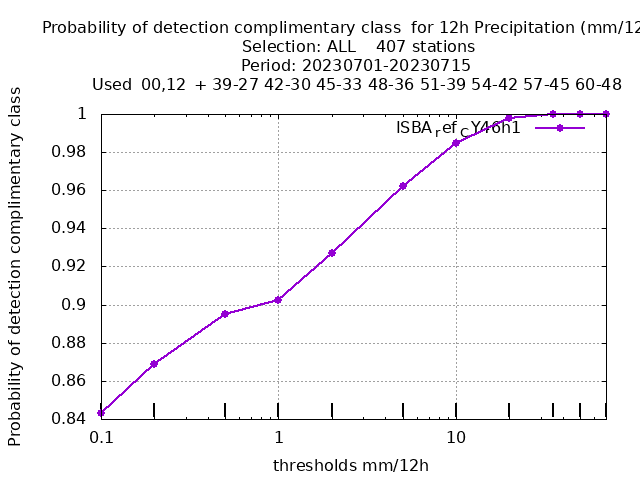 Probability of detection complimentary class for 12h Precipitation (mm/12
Selection: ALL 407 stations
Period: 20230701-20230715
Used 00,12 + 39-27 42-30 45-33 48-36 51-39 54-42 57-45 60-48
Probability of detection complimentary class
1
0.98
0.96
0.94
0.92
0.9
0.88
0.86
0.84
ISBA_ref_CY46h1
0.1 1 10
thresholds mm/12h